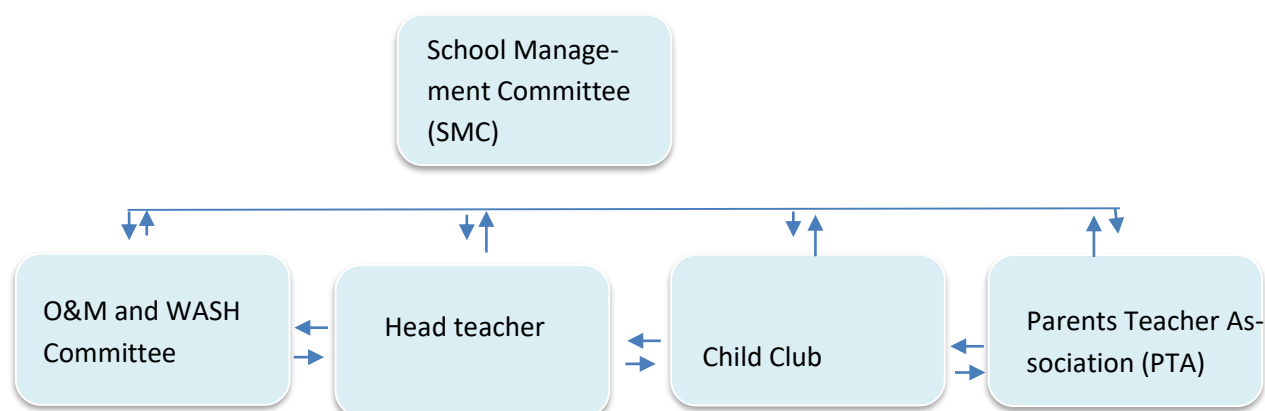 School Manage-
ment Committee
(SMC)
O&M and WASH
Committee
Head teacher
Child Club
Parents Teacher As-
sociation (PTA)